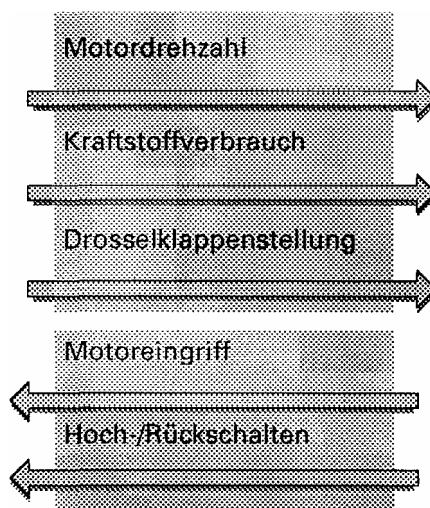 Motordrehzahl
Kraftstoffverbrauch
Drosselklappenstellung
Motoreingriff
Hoch-/Rückschalten